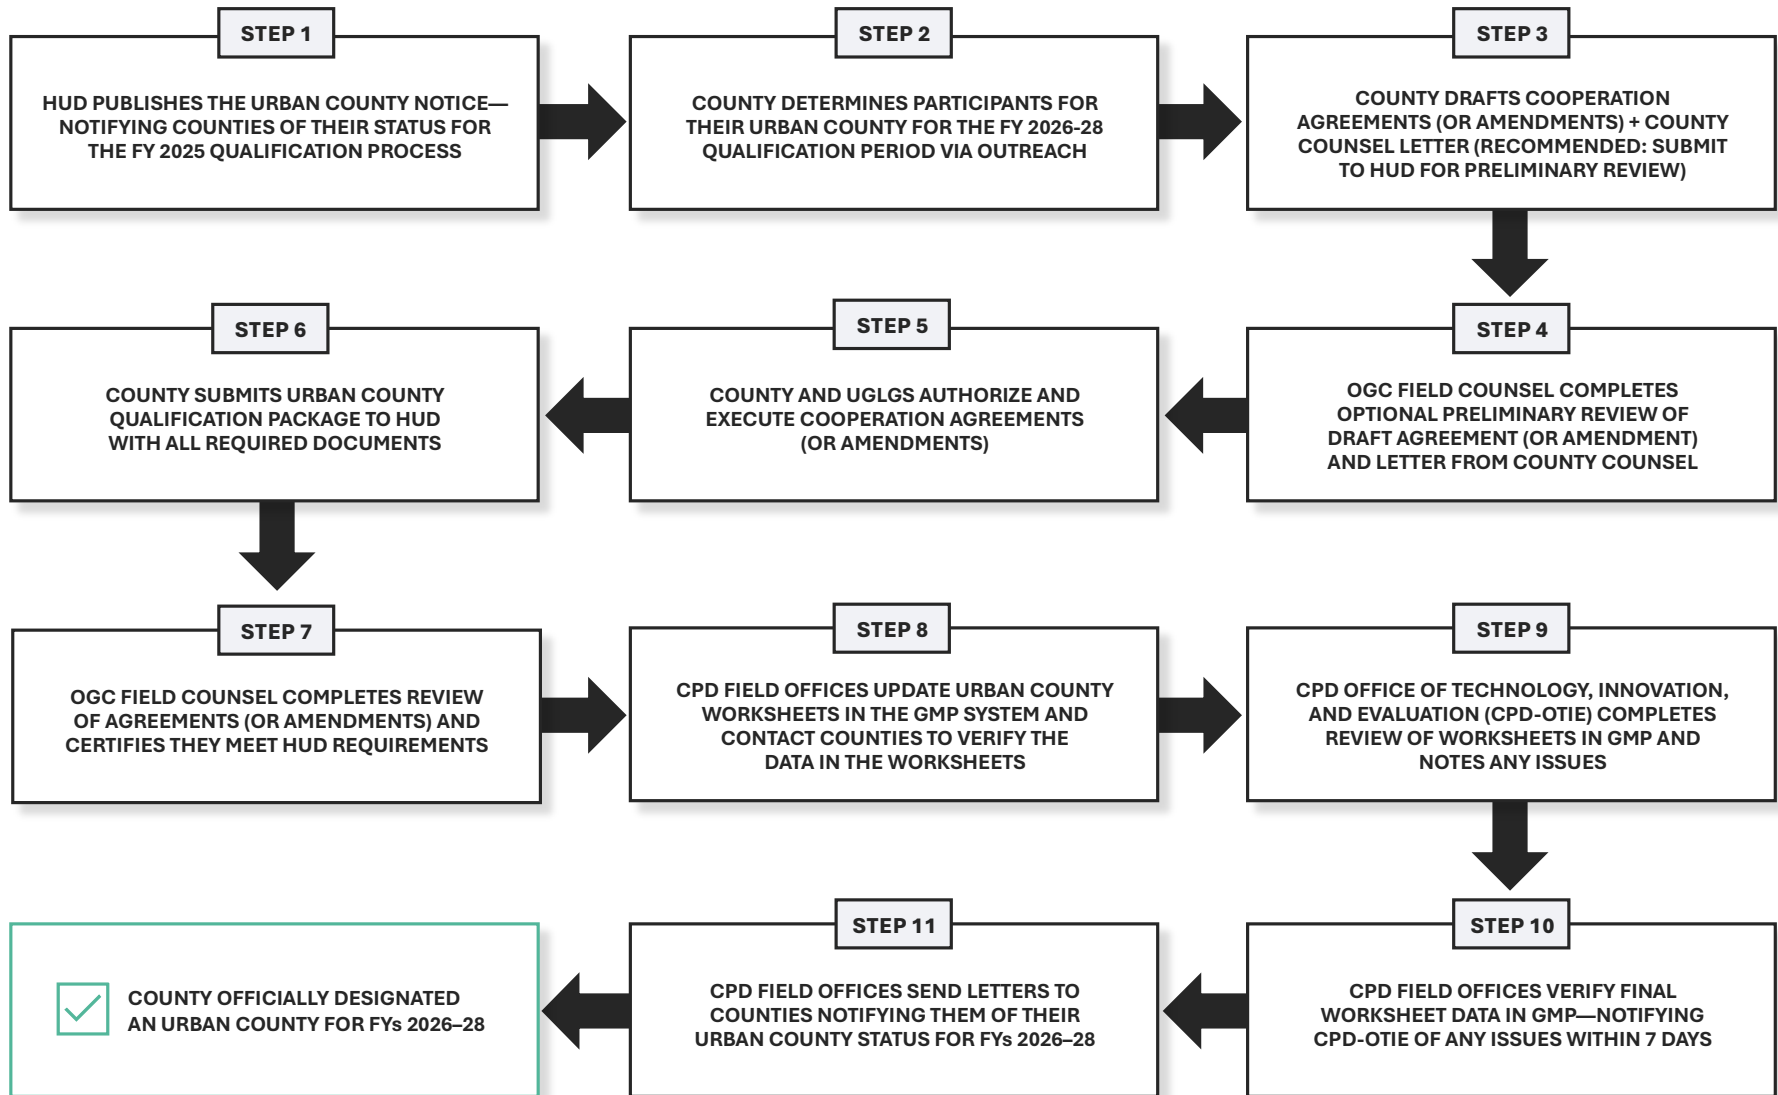 STEP 1
HUD PUBLISHES THE URBAN COUNTY NOTICE—
NOTIFYING COUNTIES OF THEIR STATUS FOR
THE FY 2025 QUALIFICATION PROCESS
STEP 2
COUNTY DETERMINES PARTICIPANTS FOR
THEIR URBAN COUNTY FOR THE FY 2026-28
QUALIFICATION PERIOD VIA OUTREACH
STEP 3
COUNTY DRAFTS COOPERATION
AGREEMENTS (OR AMENDMENTS) + COUNTY
COUNSEL LETTER (RECOMMENDED: SUBMIT
TO HUD FOR PRELIMINARY REVIEW)
STEP 4
OGC FIELD COUNSEL COMPLETES
OPTIONAL PRELIMINARY REVIEW OF
DRAFT AGREEMENT (OR AMENDMENT)
AND LETTER FROM COUNTY COUNSEL
STEP 5
COUNTY AND UGLGS AUTHORIZE AND
EXECUTE COOPERATION AGREEMENTS
(OR AMENDMENTS)
STEP 6
COUNTY SUBMITS URBAN COUNTY
QUALIFICATION PACKAGE TO HUD
WITH ALL REQUIRED DOCUMENTS
STEP 7
OGC FIELD COUNSEL COMPLETES REVIEW
OF AGREEMENTS (OR AMENDMENTS) AND
CERTIFIES THEY MEET HUD REQUIREMENTS
STEP 8
CPD FIELD OFFICES UPDATE URBAN COUNTY
WORKSHEETS IN THE GMP SYSTEM AND
CONTACT COUNTIES TO VERIFY THE
DATA IN THE WORKSHEETS
STEP 9
CPD OFFICE OF TECHNOLOGY, INNOVATION,
AND EVALUATION (CPD-OTIE) COMPLETES
REVIEW OF WORKSHEETS IN GMP AND
NOTES ANY ISSUES
STEP 10
CPD FIELD OFFICES VERIFY FINAL
WORKSHEET DATA IN GMP—NOTIFYING
CPD-OTIE OF ANY ISSUES WITHIN 7 DAYS
STEP 11
CPD FIELD OFFICES SEND LETTERS TO
COUNTIES NOTIFYING THEM OF THEIR
URBAN COUNTY STATUS FOR FYs 2026–28
COUNTY OFFICIALLY DESIGNATED
AN URBAN COUNTY FOR FYs 2026–28